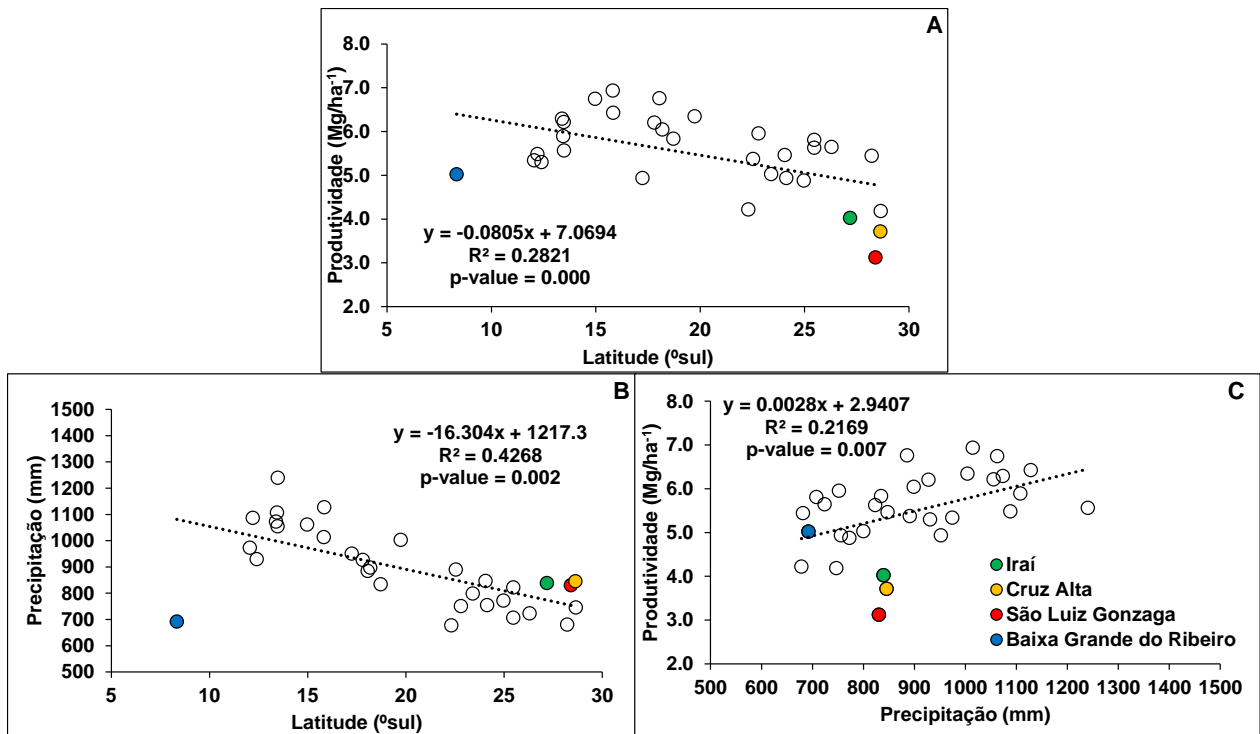 A
8.0
7.0
6.0
5.0
4.0
3.0
2.0
Produtividade (Mg/ha⁻¹)
y = -0.0805x + 7.0694
R² = 0.2821
p-value = 0.000
5 10 15 20 25 30
Latitude (⁰sul)
B
1500
1400
1300
1200
1100
1000
900
800
700
600
500
Precipitação (mm)
y = -16.304x + 1217.3
R² = 0.4268
p-value = 0.002
5 10 15 20 25 30
Latitude (⁰sul)
C
8.0
7.0
6.0
5.0
4.0
3.0
2.0
Produtividade (Mg/ha⁻¹)
y = 0.0028x + 2.9407
R² = 0.2169
p-value = 0.007
Iraí
Cruz Alta
São Luiz Gonzaga
Baixa Grande do Ribeiro
500 600 700 800 900 1000 1100 1200 1300 1400 1500
Precipitação (mm)